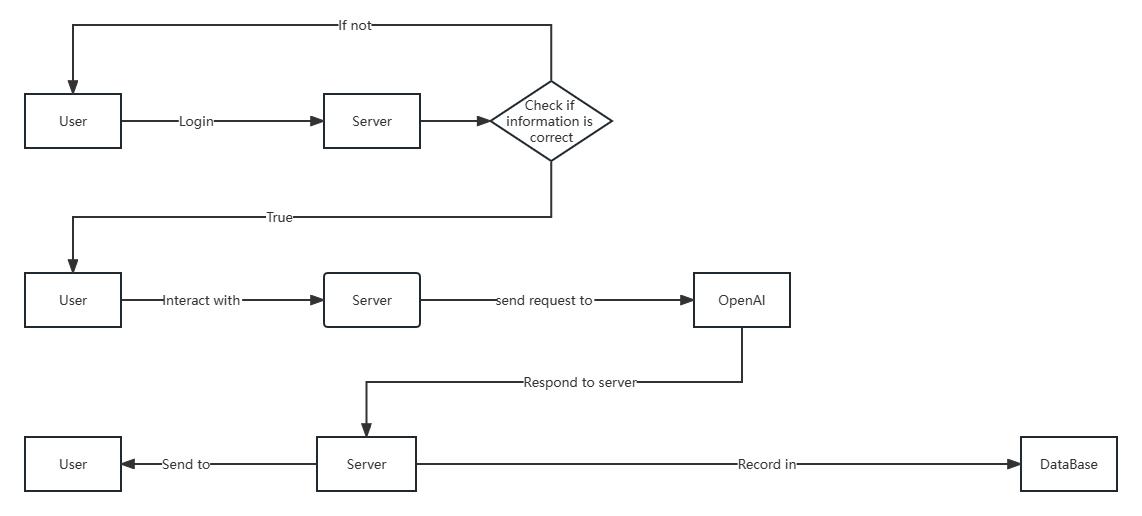 If not
User
Login
Server
Check if
information is
correct
True
User
Interact with
Server
send request to
OpenAI
Respond to server
User
Send to
Server
Record in
DataBase